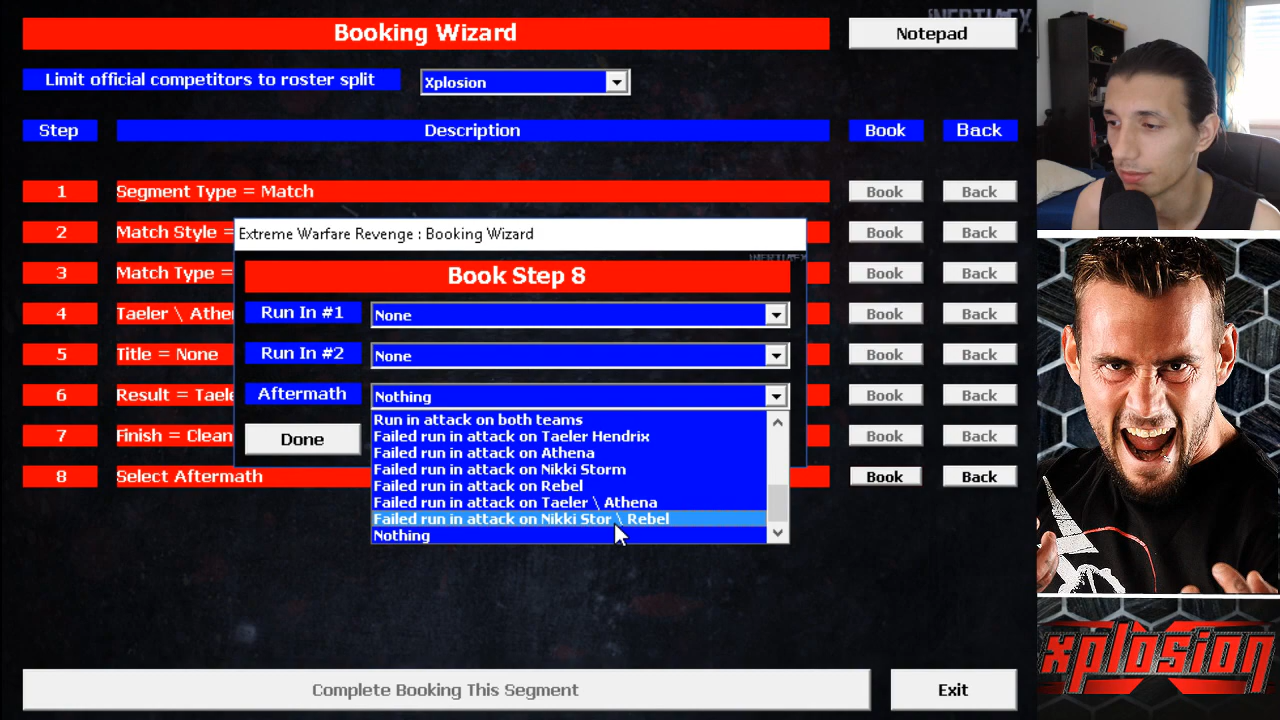 Booking Wizard
Notepad
Limit official competitors to roster split
Xplosion
Step
Description
Book
Back
1
Segment Type = Match
Book
Back
2
Match Style =
Book
Back
3
Match Type =
Book
Back
4
Taeler \ Athe
Book
Back
5
Title = None
Book
Back
6
Result = Tael
Book
Back
7
Finish = Clean
Book
Back
8
Select Aftermath
Book
Back
Extreme Warfare Revenge : Booking Wizard
Book Step 8
Run In #1
None
Run In #2
None
Aftermath
Nothing
Done
Run in attack on both teams
Failed run in attack on Taeler Hendrix
Failed run in attack on Athena
Failed run in attack on Nikki Storm
Failed run in attack on Rebel
Failed run in attack on Taeler \ Athena
Failed run in attack on Nikki Stor \ Rebel
Nothing
Complete Booking This Segment
Exit
xplosion